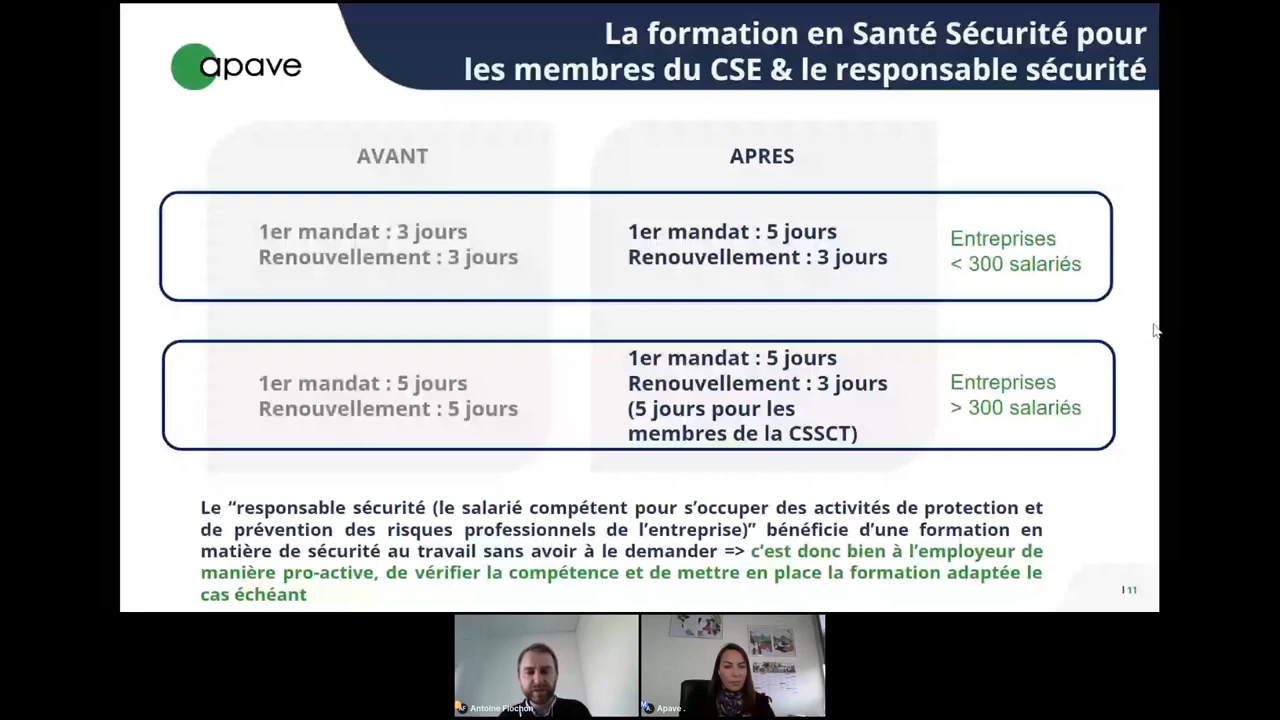 La formation en Santé Sécurité pour
les membres du CSE & le responsable sécurité
apave
AVANT
APRES
1er mandat : 3 jours
Renouvellement : 3 jours
1er mandat : 5 jours
Renouvellement : 3 jours
Entreprises
< 300 salariés
1er mandat : 5 jours
Renouvellement : 5 jours
1er mandat : 5 jours
Renouvellement : 3 jours
(5 jours pour les
membres de la CSSCT)
Entreprises
> 300 salariés
Le “responsable sécurité (le salarié compétent pour s’occuper des activités de protection et
de prévention des risques professionnels de l’entreprise)” bénéficie d’une formation en
matière de sécurité au travail sans avoir à le demander => c’est donc bien à l’employeur de
manière pro-active, de vérifier la compétence et de mettre en place la formation adaptée le
cas échéant
| 11
AF Antoine Flochon
A. Apave .